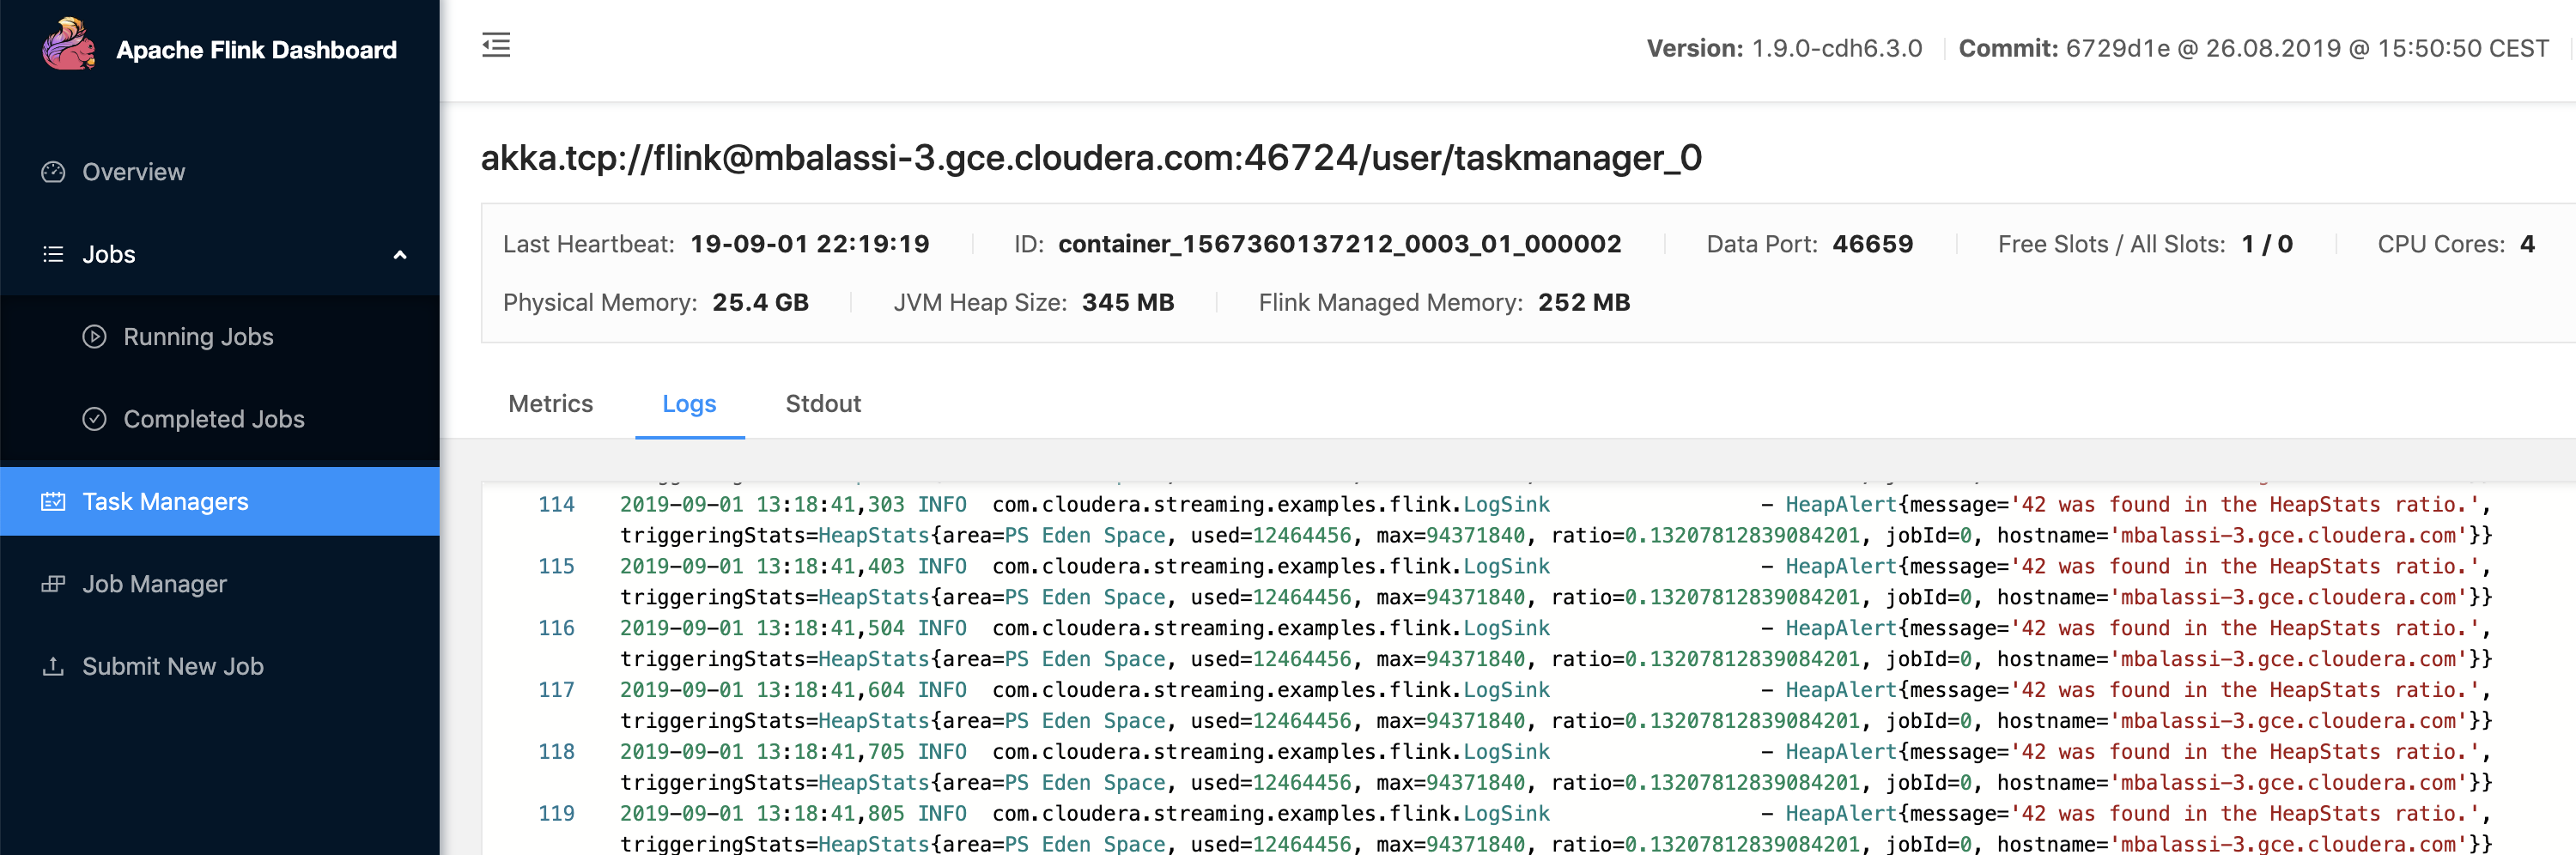 Apache Flink Dashboard
Version: 1.9.0-cdh6.3.0 Commit: 6729d1e @ 26.08.2019 @ 15:50:50 CEST
Overview
Jobs
Running Jobs
Completed Jobs
Task Managers
Job Manager
Submit New Job
akka.tcp://flink@mbalassi-3.gce.cloudera.com:46724/user/taskmanager_0
Last Heartbeat: 19-09-01 22:19:19 ID: container_1567360137212_0003_01_000002 Data Port: 46659 Free Slots / All Slots: 1 / 0 CPU Cores: 4
Physical Memory: 25.4 GB JVM Heap Size: 345 MB Flink Managed Memory: 252 MB
Metrics Logs Stdout
114 2019-09-01 13:18:41,303 INFO com.cloudera.streaming.examples.flink.LogSink - HeapAlert{message='42 was found in the HeapStats ratio.',
triggeringStats=HeapStats{area=PS Eden Space, used=12464456, max=94371840, ratio=0.13207812839084201, jobId=0, hostname='mbalassi-3.gce.cloudera.com'}}
115 2019-09-01 13:18:41,403 INFO com.cloudera.streaming.examples.flink.LogSink - HeapAlert{message='42 was found in the HeapStats ratio.',
triggeringStats=HeapStats{area=PS Eden Space, used=12464456, max=94371840, ratio=0.13207812839084201, jobId=0, hostname='mbalassi-3.gce.cloudera.com'}}
116 2019-09-01 13:18:41,504 INFO com.cloudera.streaming.examples.flink.LogSink - HeapAlert{message='42 was found in the HeapStats ratio.',
triggeringStats=HeapStats{area=PS Eden Space, used=12464456, max=94371840, ratio=0.13207812839084201, jobId=0, hostname='mbalassi-3.gce.cloudera.com'}}
117 2019-09-01 13:18:41,604 INFO com.cloudera.streaming.examples.flink.LogSink - HeapAlert{message='42 was found in the HeapStats ratio.',
triggeringStats=HeapStats{area=PS Eden Space, used=12464456, max=94371840, ratio=0.13207812839084201, jobId=0, hostname='mbalassi-3.gce.cloudera.com'}}
118 2019-09-01 13:18:41,705 INFO com.cloudera.streaming.examples.flink.LogSink - HeapAlert{message='42 was found in the HeapStats ratio.',
triggeringStats=HeapStats{area=PS Eden Space, used=12464456, max=94371840, ratio=0.13207812839084201, jobId=0, hostname='mbalassi-3.gce.cloudera.com'}}
119 2019-09-01 13:18:41,805 INFO com.cloudera.streaming.examples.flink.LogSink - HeapAlert{message='42 was found in the HeapStats ratio.',
triggeringStats=HeapStats{area=PS Eden Space, used=12464456, max=94371840, ratio=0.13207812839084201, jobId=0, hostname='mbalassi-3.gce.cloudera.com'}}